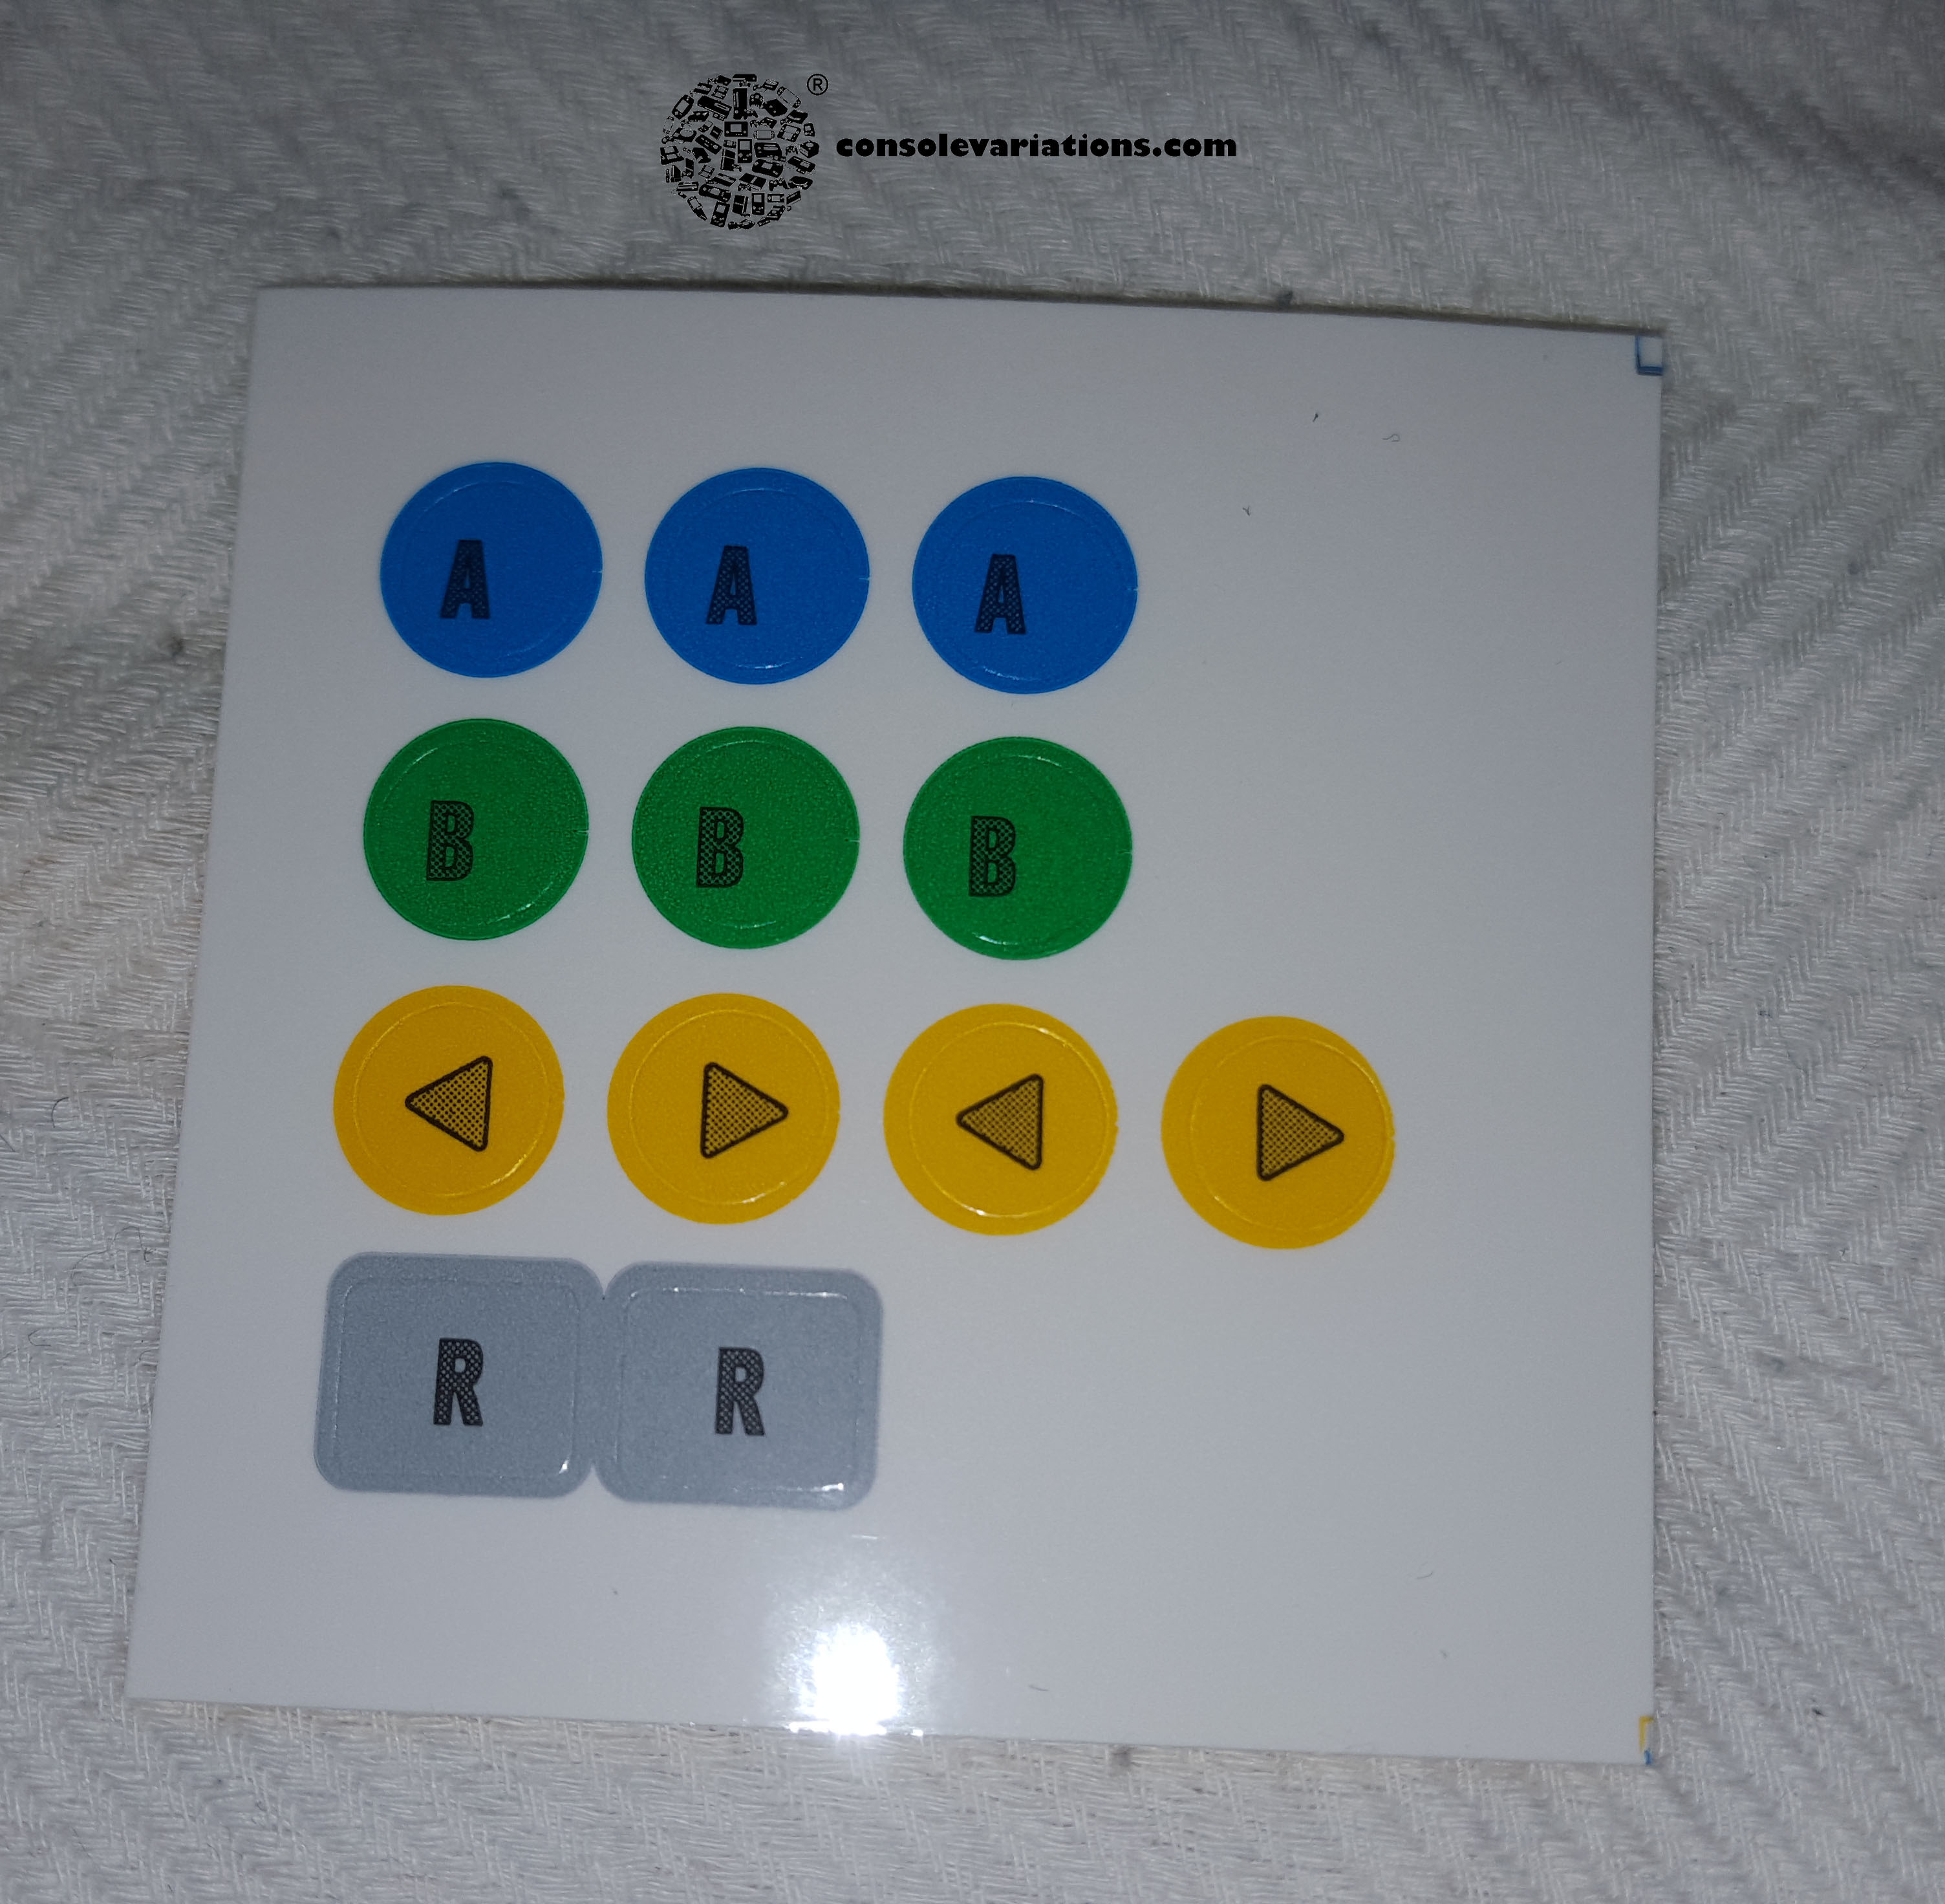 ®
consolevariations.com
A A A
B B B
R R